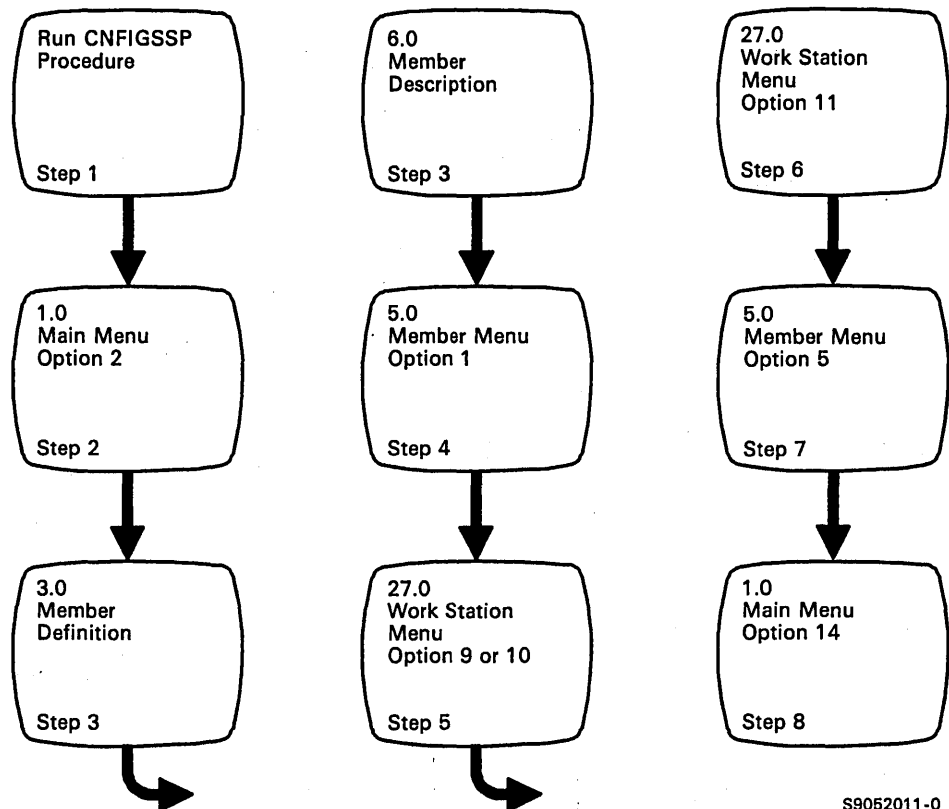 Run CNFIGSSP
Procedure
Step 1
1.0
Main Menu
Option 2
Step 2
3.0
Member
Definition
Step 3
6.0
Member
Description
Step 3
5.0
Member Menu
Option 1
Step 4
27.0
Work Station
Menu
Option 9 or 10
Step 5
27.0
Work Station
Menu
Option 11
Step 6
5.0
Member Menu
Option 5
Step 7
1.0
Main Menu
Option 14
Step 8
S9052011-0